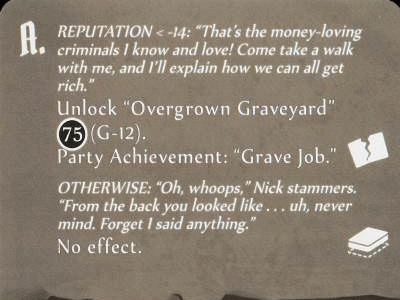 A.
REPUTATION < -14: “That’s the money-loving
criminals I know and love! Come take a walk
with me, and I’ll explain how we can all get
rich.”
Unlock “Overgrown Graveyard”
75 (G-12).
Party Achievement: “Grave Job.”
OTHERWISE: “Oh, whoops,” Nick stammers.
“From the back you looked like . . . uh, never
mind. Forget I said anything.”
No effect.